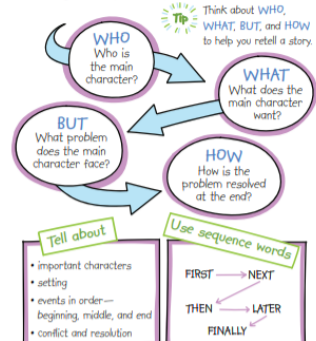 Tip
Think about WHO,
WHAT, BUT, and HOW
to help you retell a story.
WHO
Who is
the main
character?
WHAT
What does the
main character
want?
BUT
What problem
does the main
character face?
HOW
How is the
problem resolved
at the end?
Tell about
• important characters
• setting
• events in order—
beginning, middle, and end
• conflict and resolution
Use sequence words
FIRST → NEXT
THEN → LATER
FINALLY